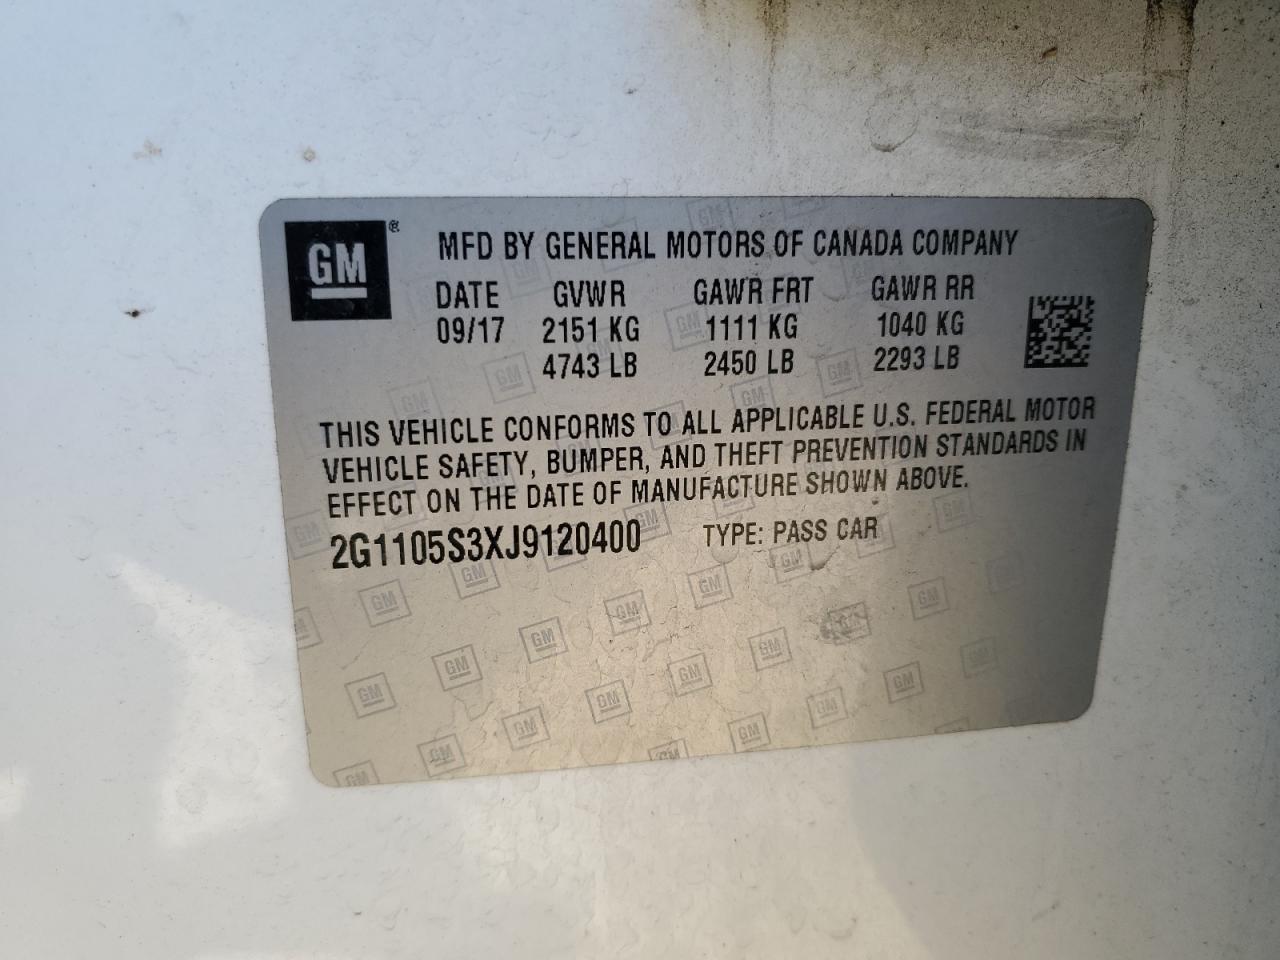 GM®
MFD BY GENERAL MOTORS OF CANADA COMPANY
DATE GVWR GAWR FRT GAWR RR
09/17 2151 KG 1111 KG 1040 KG
4743 LB 2450 LB 2293 LB
THIS VEHICLE CONFORMS TO ALL APPLICABLE U.S. FEDERAL MOTOR
VEHICLE SAFETY, BUMPER, AND THEFT PREVENTION STANDARDS IN
EFFECT ON THE DATE OF MANUFACTURE SHOWN ABOVE.
2G1105S3XJ9120400 TYPE: PASS CAR